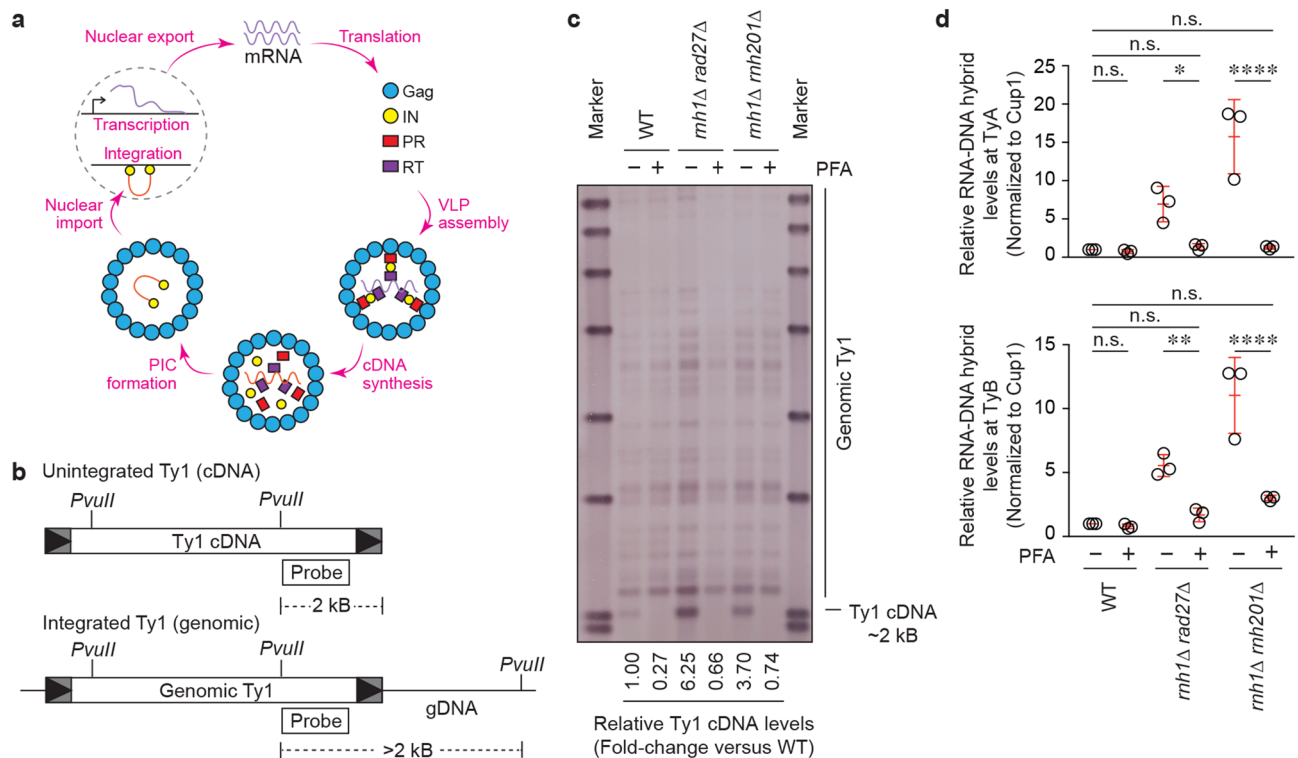 a
Nuclear export
mRNA
Translation
Transcription
Integration
Gag
IN
PR
RT
Nuclear
import
VLP
assembly
PIC
formation
cDNA
synthesis
b
Unintegrated Ty1 (cDNA)
PvuII
PvuII
Ty1 cDNA
Probe
2 kB
Integrated Ty1 (genomic)
PvuII
PvuII
PvuII
Genomic Ty1
gDNA
Probe
>2 kB
c
Marker
WT
rnh1Δ rad27Δ
rnh1Δ rnh201Δ
Marker
− + − + − + PFA
Genomic Ty1
Ty1 cDNA
~2 kB
1.00 0.27 6.25 0.66 3.70 0.74
Relative Ty1 cDNA levels
(Fold-change versus WT)
d
n.s.
n.s.
n.s. * ****
Relative RNA-DNA hybrid
levels at TyA
(Normalized to Cup1)
25
20
15
10
5
0
n.s.
n.s.
n.s. ** ****
Relative RNA-DNA hybrid
levels at TyB
(Normalized to Cup1)
15
10
5
0
PFA − + − + − +
WT
rnh1Δ rad27Δ
rnh1Δ rnh201Δ